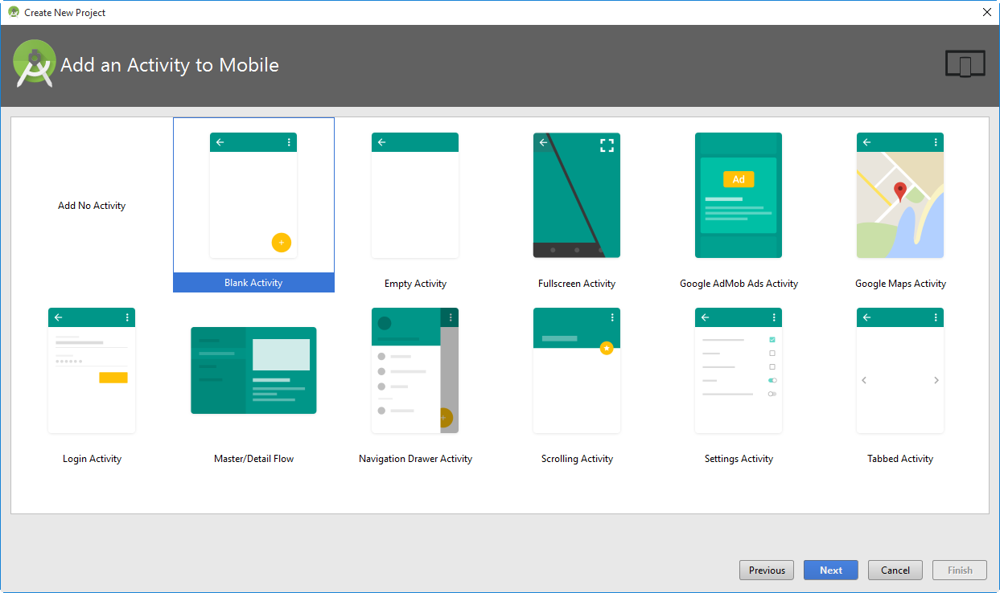 Create New Project
Add an Activity to Mobile
Add No Activity
Ad
Blank Activity
Empty Activity
Fullscreen Activity
Google AdMob Ads Activity
Google Maps Activity
Login Activity
Master/Detail Flow
Navigation Drawer Activity
Scrolling Activity
Settings Activity
Tabbed Activity
Previous
Next
Cancel
Finish